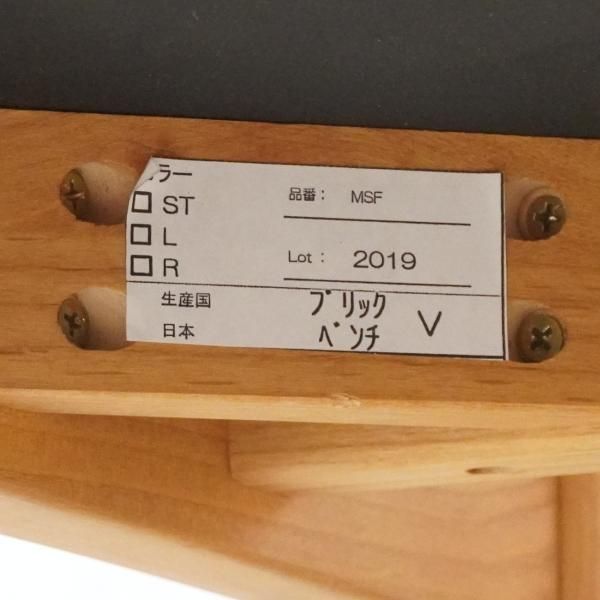 ラー
□ ST
□ L
□ R
品番： MSF
Lot： 2019
生産国
日本
ブリック
ベンチ V